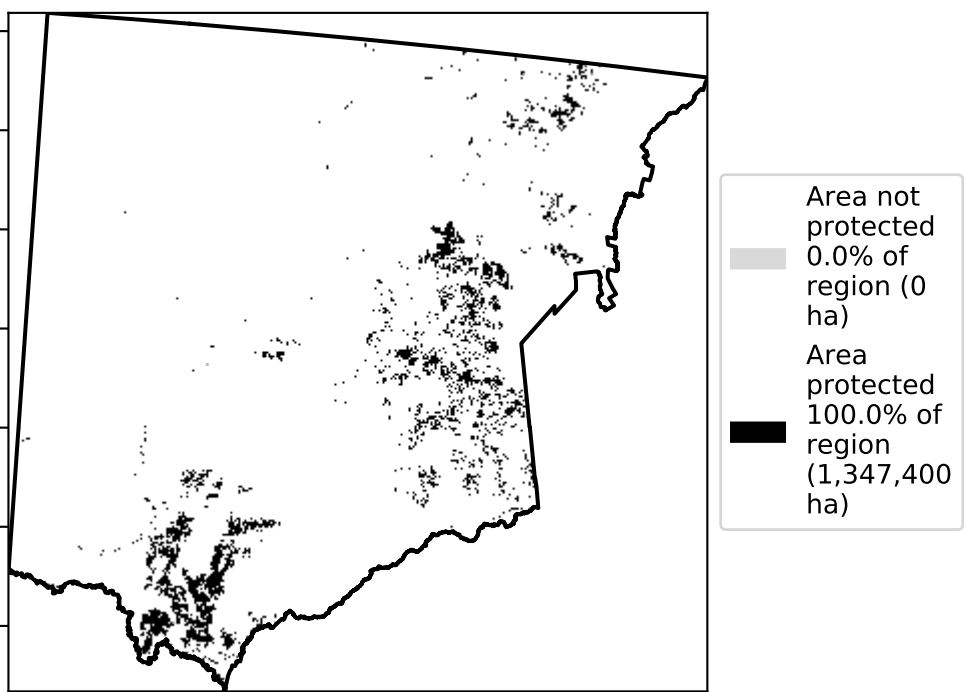 Area not
protected
0.0% of
region (0
ha)
Area
protected
100.0% of
region
(1,347,400
ha)